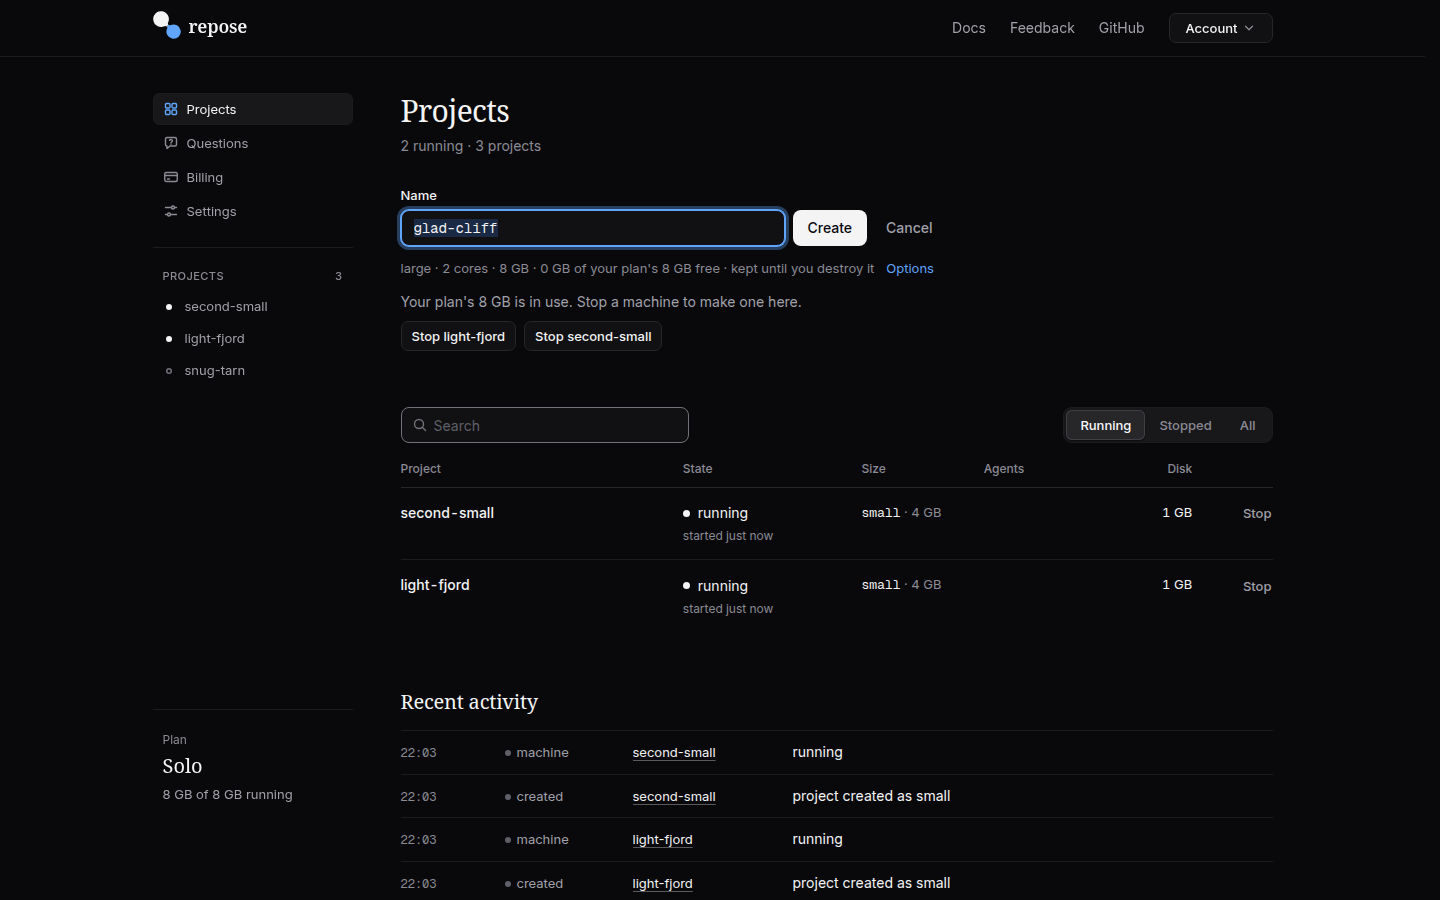 repose
Docs
Feedback
GitHub
Account
Projects
Questions
Billing
Settings
PROJECTS 3
second-small
light-fjord
snug-tarn
Plan
Solo
8 GB of 8 GB running
Projects
2 running · 3 projects
Name
glad-cliff
Create
Cancel
large · 2 cores · 8 GB · 0 GB of your plan's 8 GB free · kept until you destroy it Options
Your plan's 8 GB is in use. Stop a machine to make one here.
Stop light-fjord
Stop second-small
Search
Running
Stopped
All
Project State Size Agents Disk
second-small running small · 4 GB 1 GB Stop
started just now
light-fjord running small · 4 GB 1 GB Stop
started just now
Recent activity
22:03 machine second-small running
22:03 created second-small project created as small
22:03 machine light-fjord running
22:03 created light-fjord project created as small